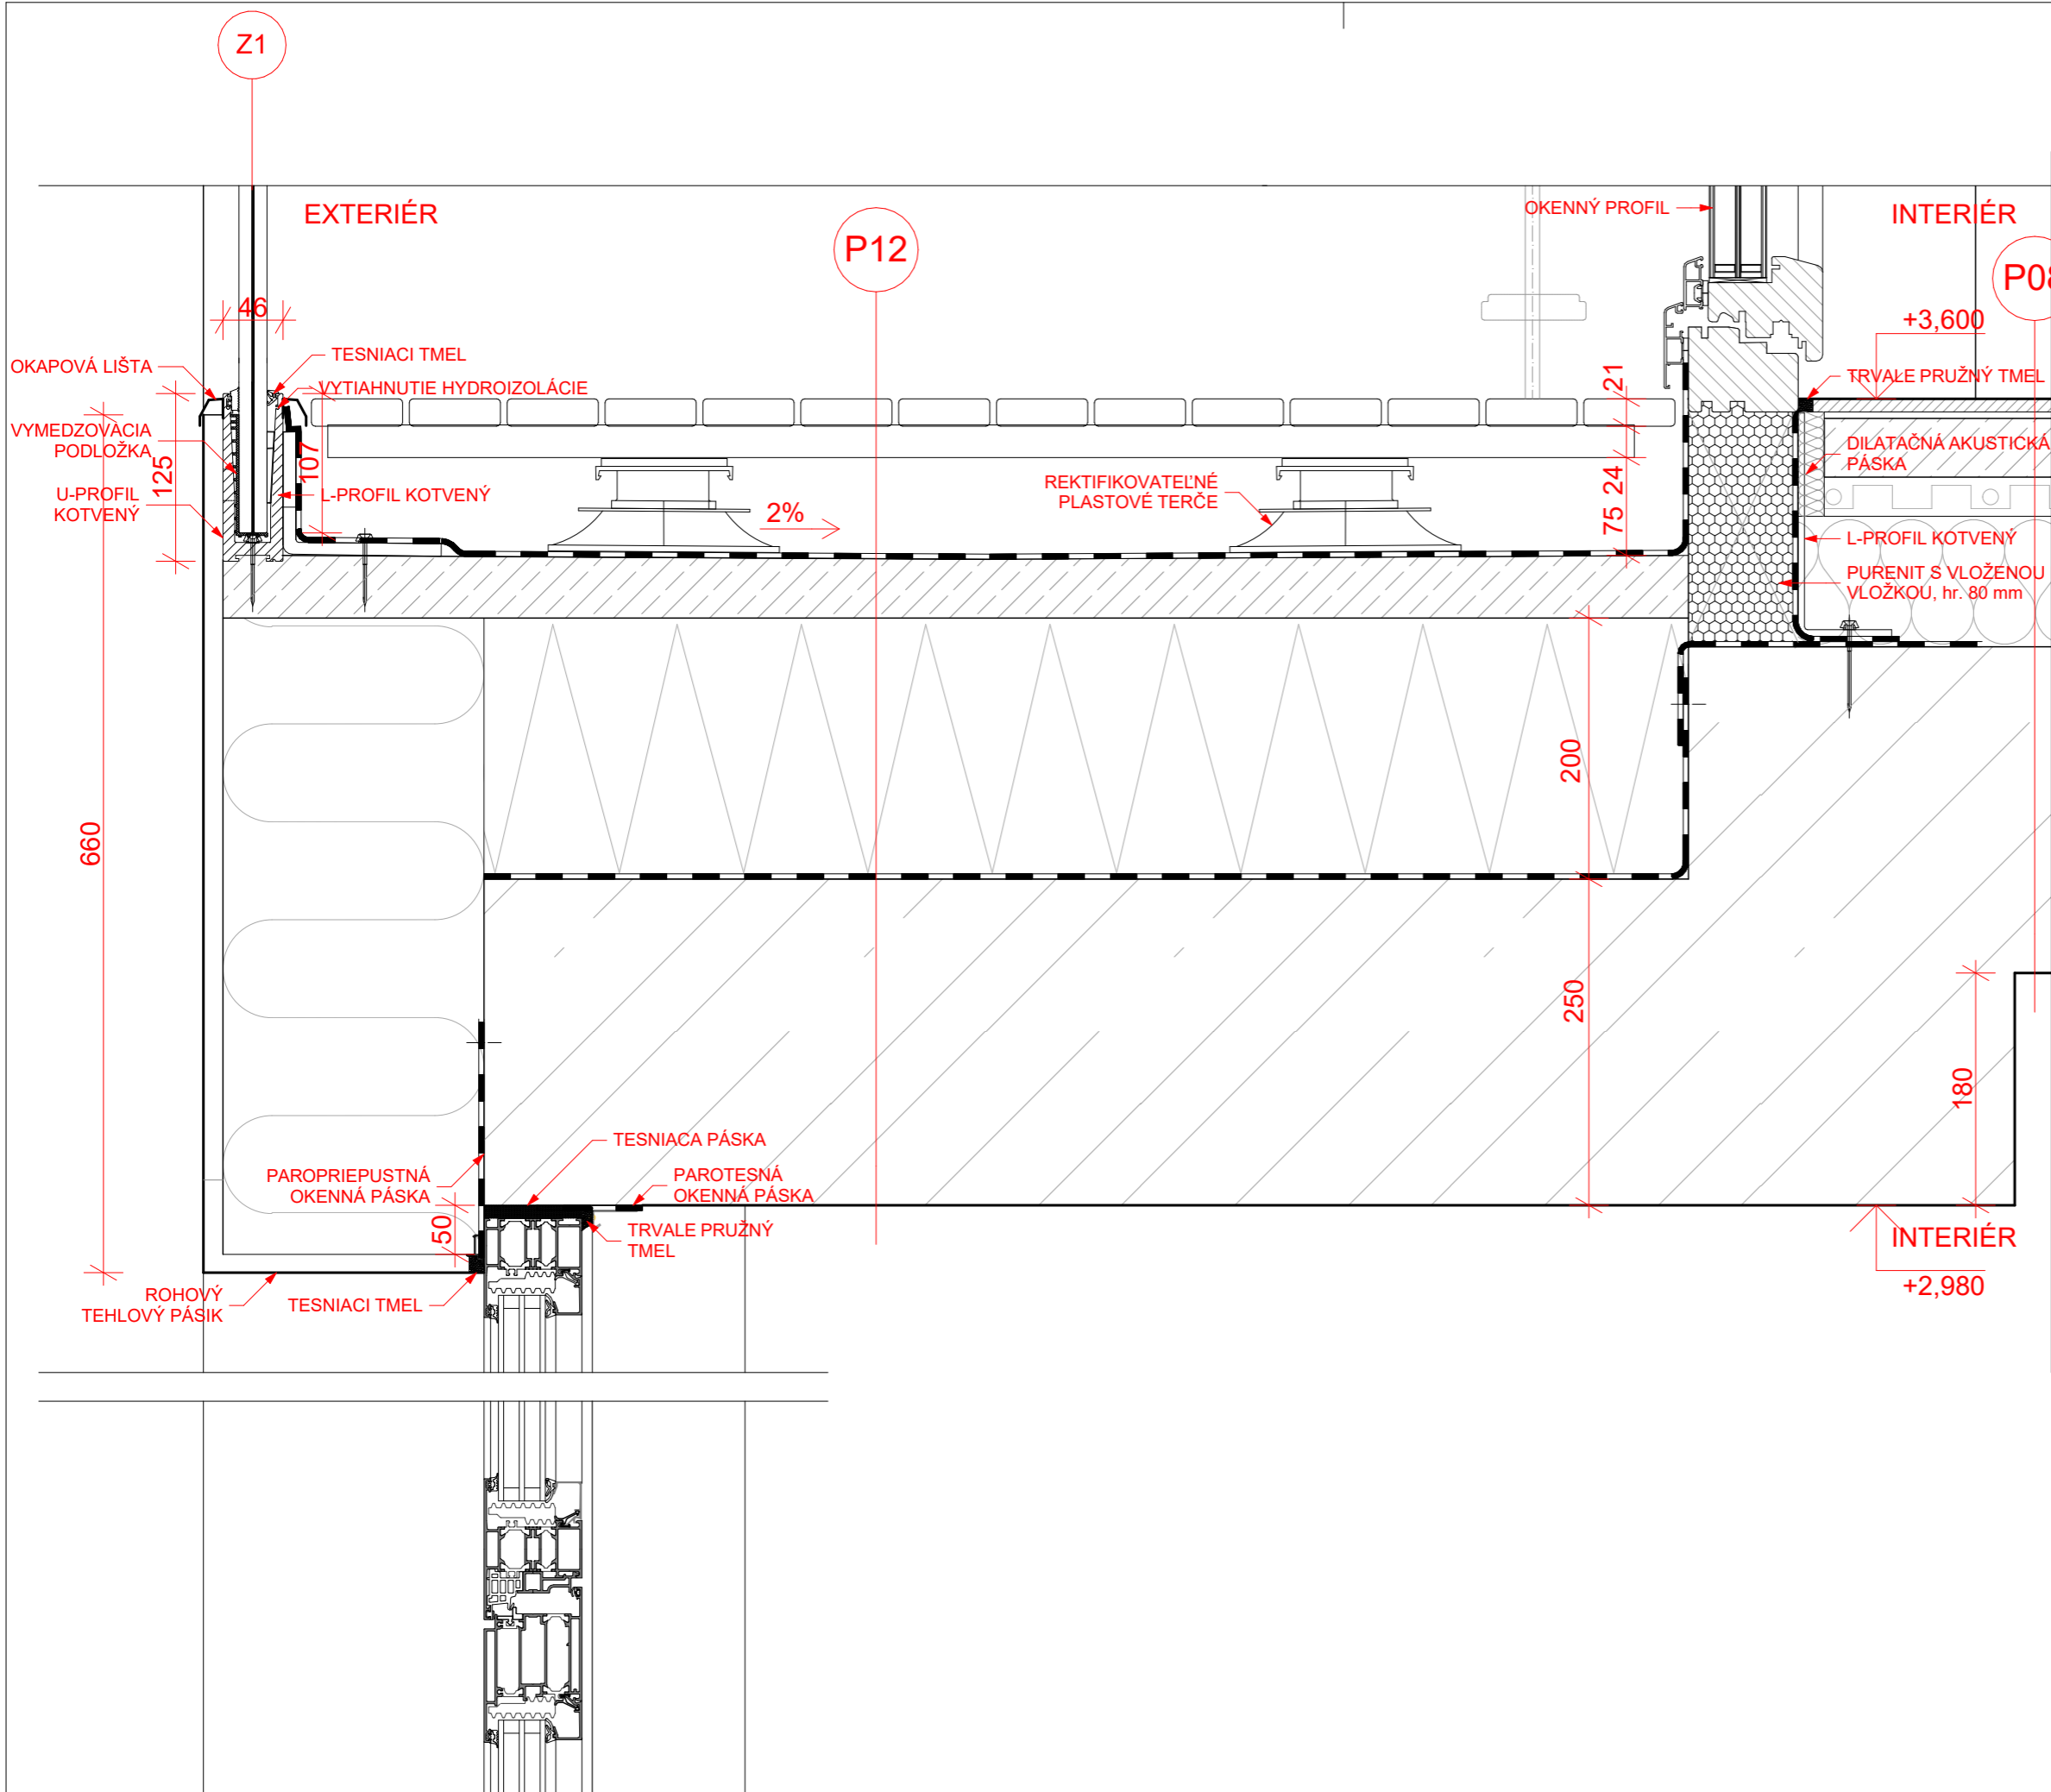 Z1
EXTERIÉR
P12
OKENNÝ PROFIL
INTERIÉR
P08
46
+3,600
TESNIACI TMEL
OKAPOVÁ LIŠTA
VYTIAHNUTIE HYDROIZOLÁCIE
21
TRVALE PRUŽNÝ TMEL
VYMEDZOVACIA
PODLOŽKA
125
107
DILATAČNÁ AKUSTICKÁ
PÁSKA
U-PROFIL
KOTVENÝ
L-PROFIL KOTVENÝ
REKTIFIKOVATEĽNÉ
PLASTOVÉ TERČE
2%
75 24
L-PROFIL KOTVENÝ
PURENIT S VLOŽENOU
VLOŽKOU, hr. 80 mm
200
660
250
180
TESNIACA PÁSKA
PAROPRIEPUSTNÁ
OKENNÁ PÁSKA
PAROTESNÁ
OKENNÁ PÁSKA
50
TRVALE PRUŽNÝ
TMEL
INTERIÉR
+2,980
ROHOVÝ
TEHLOVÝ PÁSIK
TESNIACI TMEL